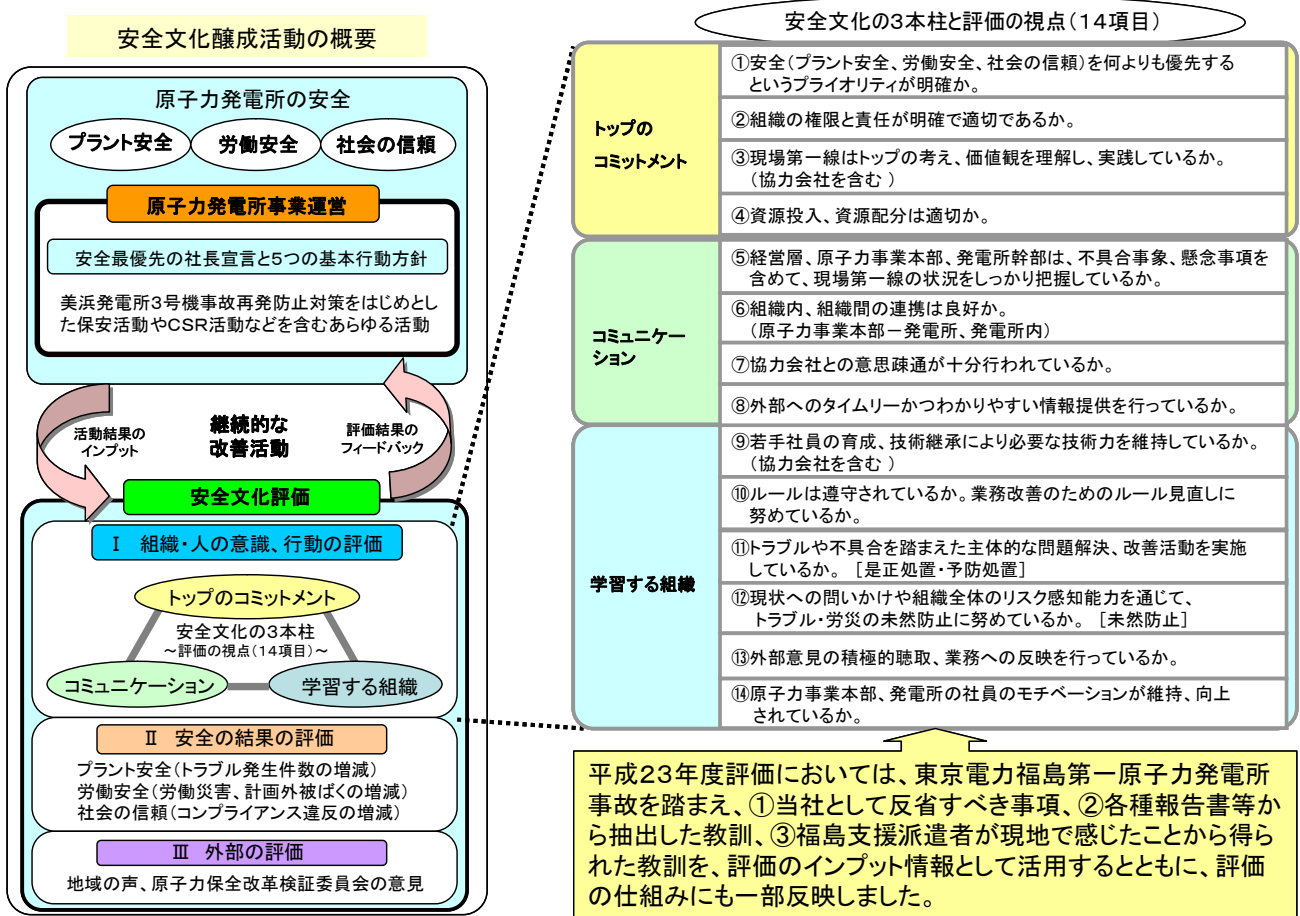 安全文化醸成活動の概要
原子力発電所の安全
プラント安全
労働安全
社会の信頼
原子力発電所事業運営
安全最優先の社長宣言と5つの基本行動方針
美浜発電所3号機事故再発防止対策をはじめとし
た保安活動やCSR活動などを含むあらゆる活動
活動結果の
インプット
継続的な
改善活動
評価結果の
フィードバック
安全文化評価
Ⅰ 組織・人の意識、行動の評価
トップのコミットメント
安全文化の3本柱
~評価の視点(14項目)~
コミュニケーション
学習する組織
Ⅱ 安全の結果の評価
プラント安全(トラブル発生件数の増減)
労働安全(労働災害、計画外被ばくの増減)
社会の信頼(コンプライアンス違反の増減)
Ⅲ 外部の評価
地域の声、原子力保全改革検証委員会の意見
安全文化の3本柱と評価の視点(14項目)
トップの
コミットメント
①安全(プラント安全、労働安全、社会の信頼)を何よりも優先する
というプライオリティが明確か。
②組織の権限と責任が明確で適切であるか。
③現場第一線はトップの考え、価値観を理解し、実践しているか。
(協力会社を含む)
④資源投入、資源配分は適切か。
コミュニケー
ション
⑤経営層、原子力事業本部、発電所幹部は、不具合事象、懸念事項を
含めて、現場第一線の状況をしっかり把握しているか。
⑥組織内、組織間の連携は良好か。
(原子力事業本部-発電所、発電所内)
⑦協力会社との意思疎通が十分行われているか。
⑧外部へのタイムリーかつわかりやすい情報提供を行っているか。
学習する組織
⑨若手社員の育成、技術継承により必要な技術力を維持しているか。
(協力会社を含む)
⑩ルールは遵守されているか。業務改善のためのルール見直しに
努めているか。
⑪トラブルや不具合を踏まえた主体的な問題解決、改善活動を実施
しているか。 [是正処置・予防処置]
⑫現状への問いかけや組織全体のリスク感知能力を通じて、
トラブル・労災の未然防止に努めているか。 [未然防止]
⑬外部意見の積極的聴取、業務への反映を行っているか。
⑭原子力事業本部、発電所の社員のモチベーションが維持、向上
されているか。
平成23年度評価においては、東京電力福島第一原子力発電所
事故を踏まえ、①当社として反省すべき事項、②各種報告書等か
ら抽出した教訓、③福島支援派遣者が現地で感じたことから得ら
れた教訓を、評価のインプット情報として活用するとともに、評価
の仕組みにも一部反映しました。